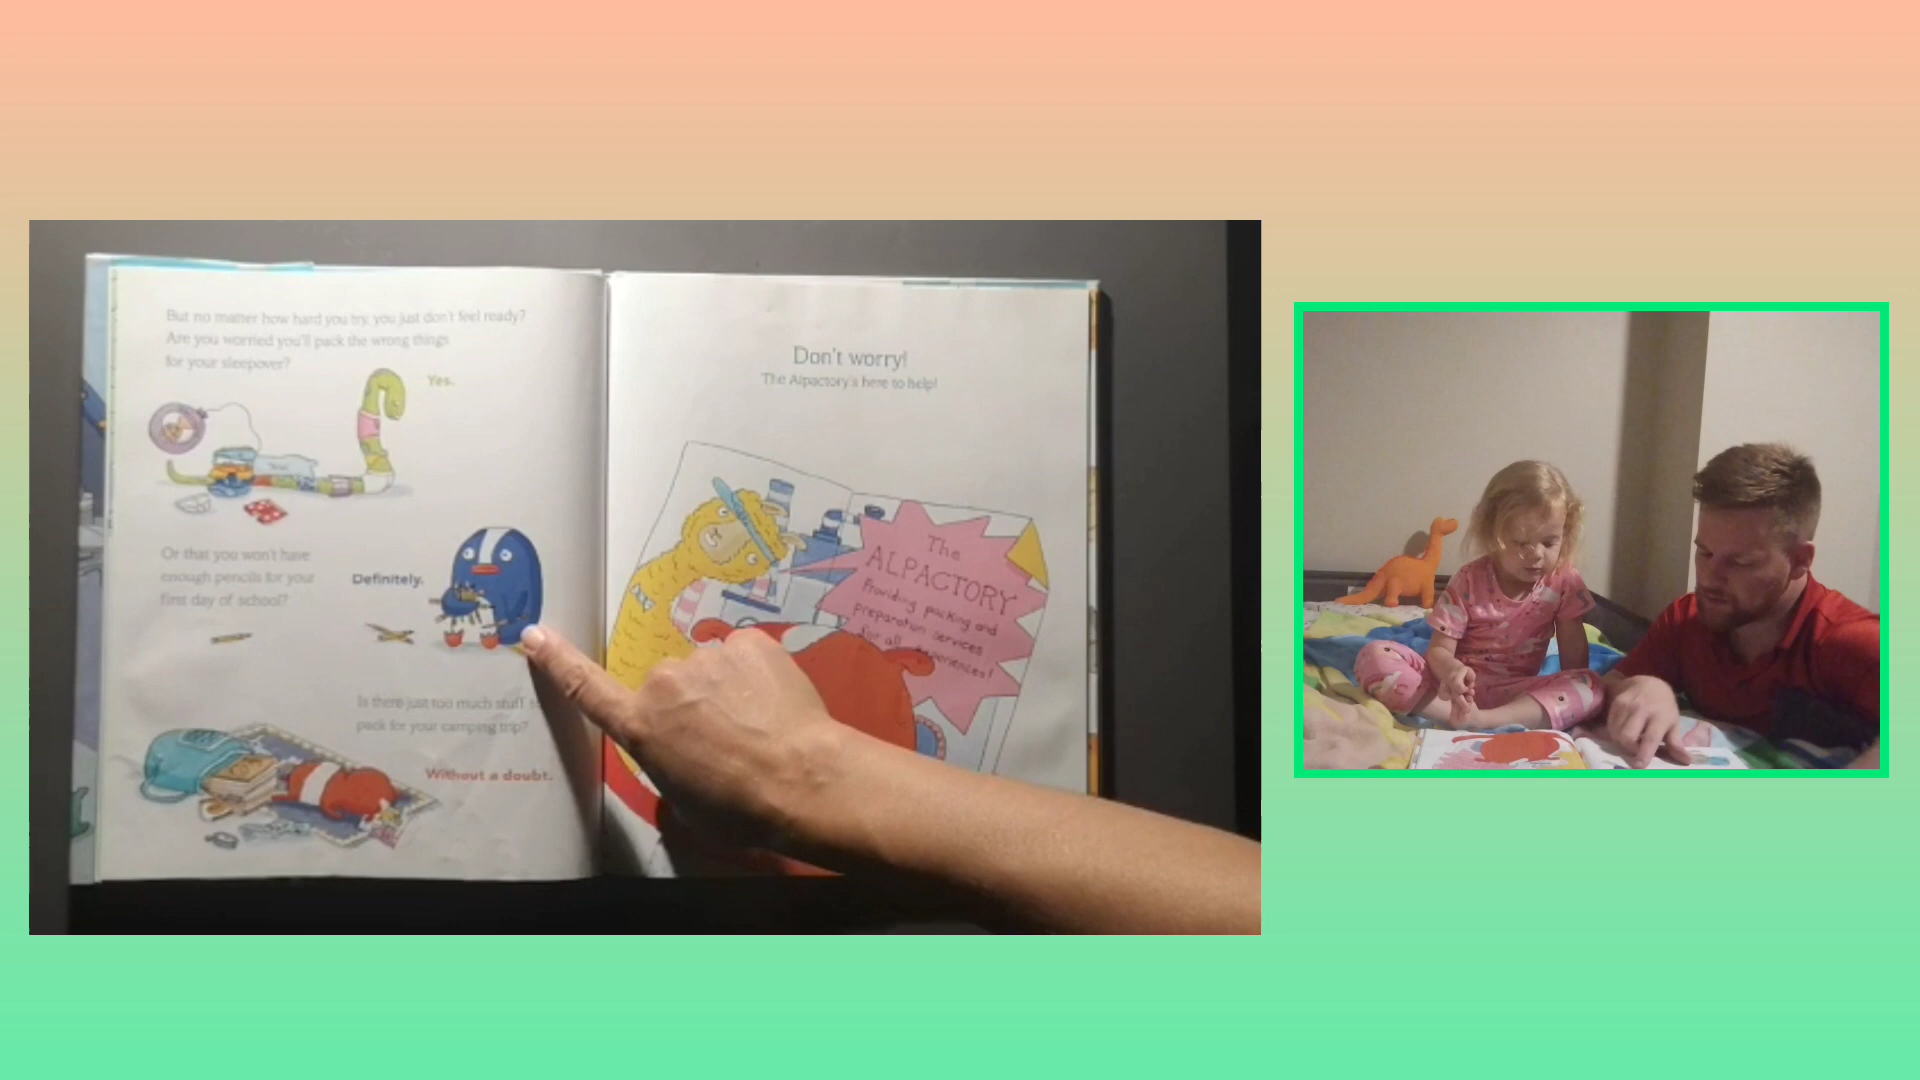 But no matter how hard you try, you just don't feel ready?
Are you worried you'll pack the wrong things
for your sleepover?
Yes.
Or that you won't have
enough pencils for your
first day of school?
Definitely.
Is there just too much stuff
pack for your camping trip?
Without a doubt.
Don't worry!
The Alpactory's here to help!
The
ALPACTORY
Providing packing and
preparation services
for all experiences!